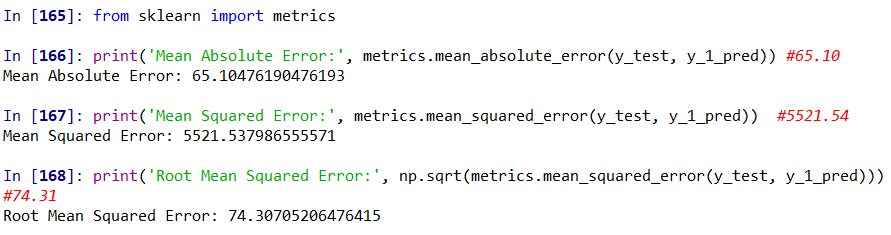 In [165]: from sklearn import metrics
In [166]: print('Mean Absolute Error:', metrics.mean_absolute_error(y_test, y_1_pred)) #65.10
Mean Absolute Error: 65.10476190476193
In [167]: print('Mean Squared Error:', metrics.mean_squared_error(y_test, y_1_pred))  #5521.54
Mean Squared Error: 5521.537986555571
In [168]: print('Root Mean Squared Error:', np.sqrt(metrics.mean_squared_error(y_test, y_1_pred)))
#74.31
Root Mean Squared Error: 74.30705206476415